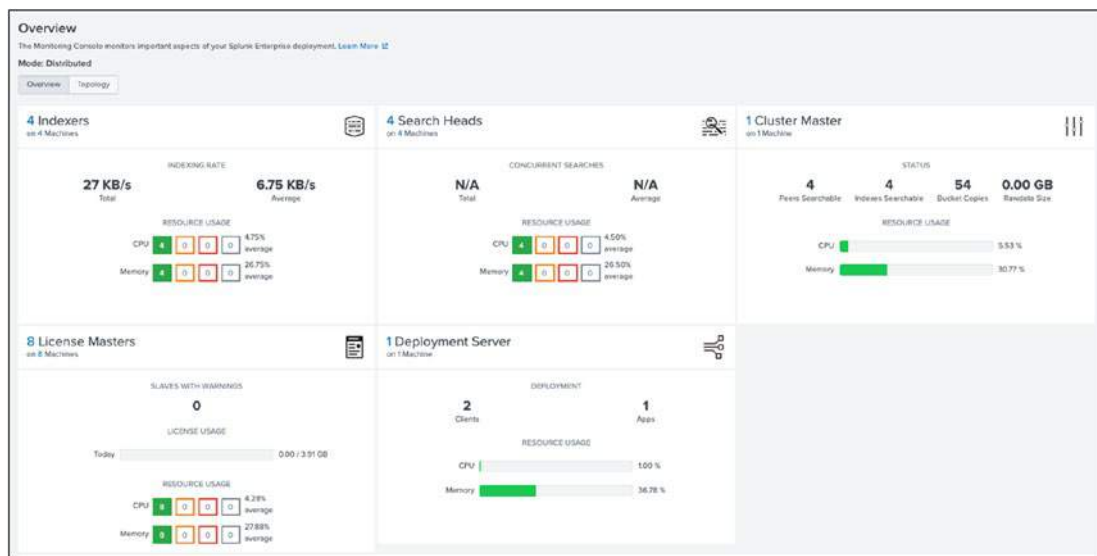 Overview
The Monitoring Console monitors important aspects of your Splunk Enterprise deployment. Learn More
Mode: Distributed
Overview Topology
4 Indexers
on 4 Machines
INDEXING RATE
27 KB/s 6.75 KB/s
Total Average
RESOURCE USAGE
CPU 4 0 0 0 4.75% average
Memory 4 0 0 0 26.75% average
4 Search Heads
on 4 Machines
CONCURRENT SEARCHES
N/A N/A
Total Average
RESOURCE USAGE
CPU 4 0 0 0 4.50% average
Memory 4 0 0 0 26.50% average
1 Cluster Master
on 1 Machine
STATUS
4 4 54 0.00 GB
Peers Searchable Indexes Searchable Bucket Copies Rawdata Size
RESOURCE USAGE
CPU 5.53 %
Memory 30.77 %
8 License Masters
on 8 Machines
SLAVES WITH WARNINGS
0
LICENSE USAGE
Today 0.00 / 3.91 GB
RESOURCE USAGE
CPU 8 0 0 0 4.28% average
Memory 8 0 0 0 27.88% average
1 Deployment Server
on 1 Machine
DEPLOYMENT
2 1
Clients Apps
RESOURCE USAGE
CPU 1.00 %
Memory 36.78 %